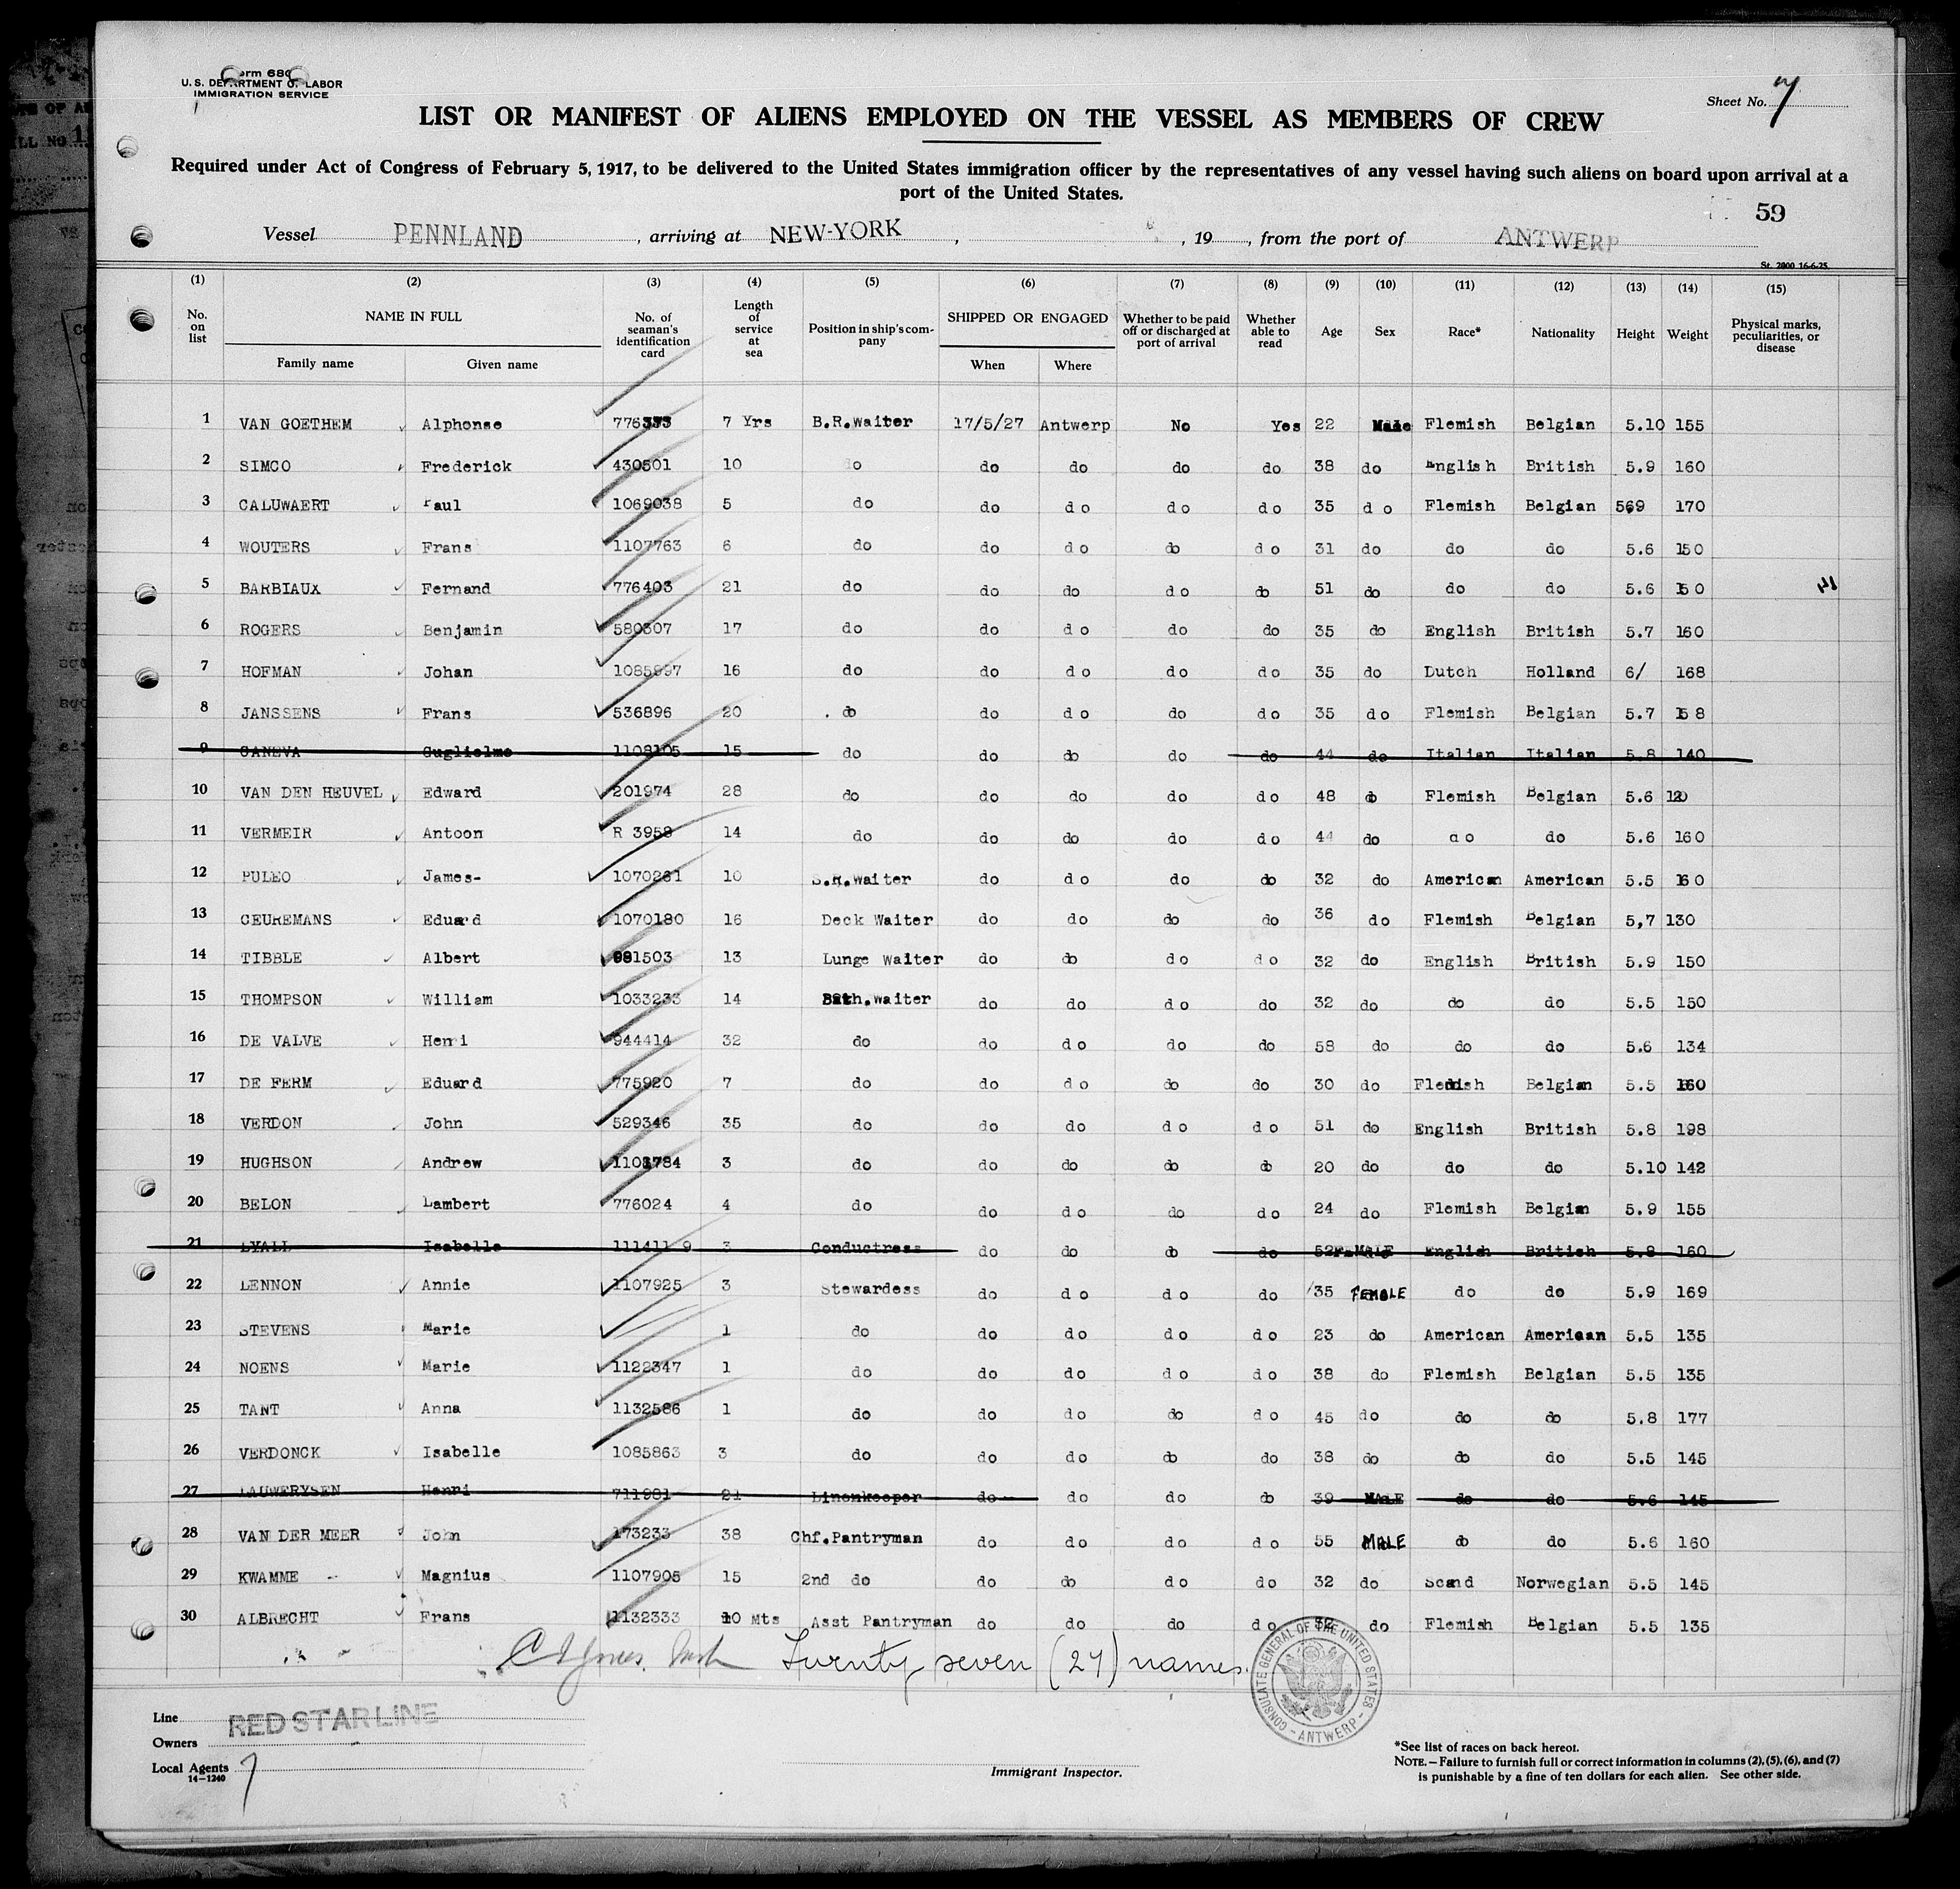 Form 680
U. S. DEPARTMENT OF LABOR
IMMIGRATION SERVICE
Sheet No. 7
LIST OR MANIFEST OF ALIENS EMPLOYED ON THE VESSEL AS MEMBERS OF CREW
Required under Act of Congress of February 5, 1917, to be delivered to the United States immigration officer by the representatives of any vessel having such aliens on board upon arrival at a
port of the United States.
59
Vessel PENNLAND, arriving at NEW-YORK, , 19 , from the port of ANTWERP
St. 2000 16-6-25.
(1) (2) (3) (4) (5) (6) (7) (8) (9) (10) (11) (12) (13) (14) (15)
No. on list NAME IN FULL Family name Given name No. of seaman's identification card Length of service at sea Position in ship's company SHIPPED OR ENGAGED When Where Whether to be paid off or discharged at port of arrival Whether able to read Age Sex Race* Nationality Height Weight Physical marks, peculiarities, or disease
1 VAN GOETHEM Alphonse 776333 7 Yrs B.R.Waiter 17/5/27 Antwerp No Yes 22 Male Flemish Belgian 5.10 155
2 SIMCO Frederick 430501 10 do do do do do 38 do English British 5.9 160
3 CALUWAERT Paul 1069038 5 do do do do do 35 do Flemish Belgian 569 170
4 WOUTERS Frans 1107763 6 do do do do do 31 do do do 5.6 150
5 BARBIAUX Fernand 776403 21 do do do do do 51 do do do 5.6 150
6 ROGERS Benjamin 580307 17 do do do do do 35 do English British 5.7 160
7 HOFMAN Johan 1085997 16 do do do do do 35 do Dutch Holland 6/ 168
8 JANSSENS Frans 536896 20 do do do do do 35 do Flemish Belgian 5.7 158
9 CANEVA Guglielmo 1108105 15 do do do do do 44 do Italian Italian 5.8 140
10 VAN DEN HEUVEL Edward 201974 28 do do do do do 48 do Flemish Belgian 5.6 120
11 VERMEIR Antoon R 3958 14 do do do do do 44 do do do 5.6 160
12 PULEO James- 1070261 10 S.R.Waiter do do do do 32 do American American 5.5 160
13 CEUREMANS Eduard 1070180 16 Deck Waiter do do do do 36 do Flemish Belgian 5,7 130
14 TIBBLE Albert 991503 13 Lunge Waiter do do do do 32 do English British 5.9 150
15 THOMPSON William 1033233 14 Bath.Waiter do do do do 32 do do do 5.5 150
16 DE VALVE Henri 944414 32 do do do do do 58 do do do 5.6 134
17 DE FERM Eduard 775920 7 do do do do do 30 do Flemish Belgian 5.5 160
18 VERDON John 529346 35 do do do do do 51 do English British 5.8 198
19 HUGHSON Andrew 1103784 3 do do do do do 20 do do do 5.10 142
20 BELON Lambert 776024 4 do do do do do 24 do Flemish Belgian 5.9 155
21 LYALL Isabelle 1114119 3 Conductress do do do do 52 FEMALE English British 5.8 160
22 LENNON Annie 1107925 3 Stewardess do do do do 35 FEMALE do do 5.9 169
23 STEVENS Marie 1 do do do do do 23 do American American 5.5 135
24 NOENS Marie 1122347 1 do do do do do 38 do Flemish Belgian 5.5 135
25 TANT Anna 1132586 1 do do do do do 45 do do do 5.8 177
26 VERDONCK Isabelle 1085863 3 do do do do do 38 do do do 5.5 145
27 LAUWERYSEN Henri 711981 21 Linenkeeper do do do do 39 MALE do do 5.6 145
28 VAN DER MEER John 173233 38 Chf.Pantryman do do do do 55 MALE do do 5.6 160
29 KWAMME Magnius 1107905 15 2nd do do do do do 32 do Scand Norwegian 5.5 145
30 ALBRECHT Frans 1132333 10 Mts Asst Pantryman do do do do 32 do Flemish Belgian 5.5 135
Twenty seven (27) names.
CONSULATE GENERAL OF THE UNITED STATES - ANTWERP -
Line RED STAR LINE
Owners
Local Agents 7
14-1240
Immigrant Inspector.
*See list of races on back hereof.
NOTE.—Failure to furnish full or correct information in columns (2), (5), (6), and (7)
is punishable by a fine of ten dollars for each alien. See other side.